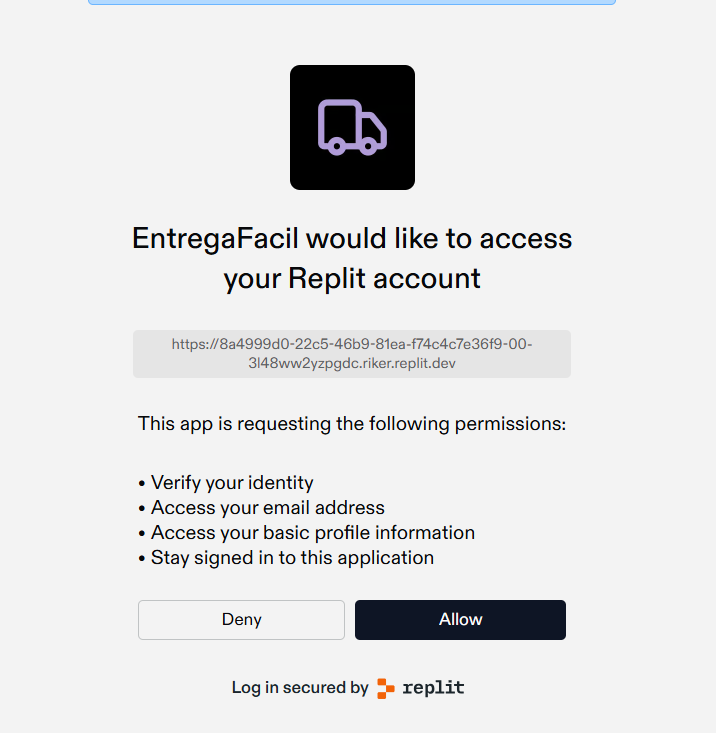 EntregaFacil would like to access
your Replit account
https://8a4999d0-22c5-46b9-81ea-f74c4c7e36f9-00-
3l48ww2yzpgdc.riker.replit.dev
This app is requesting the following permissions:
• Verify your identity
• Access your email address
• Access your basic profile information
• Stay signed in to this application
Deny
Allow
Log in secured by replit